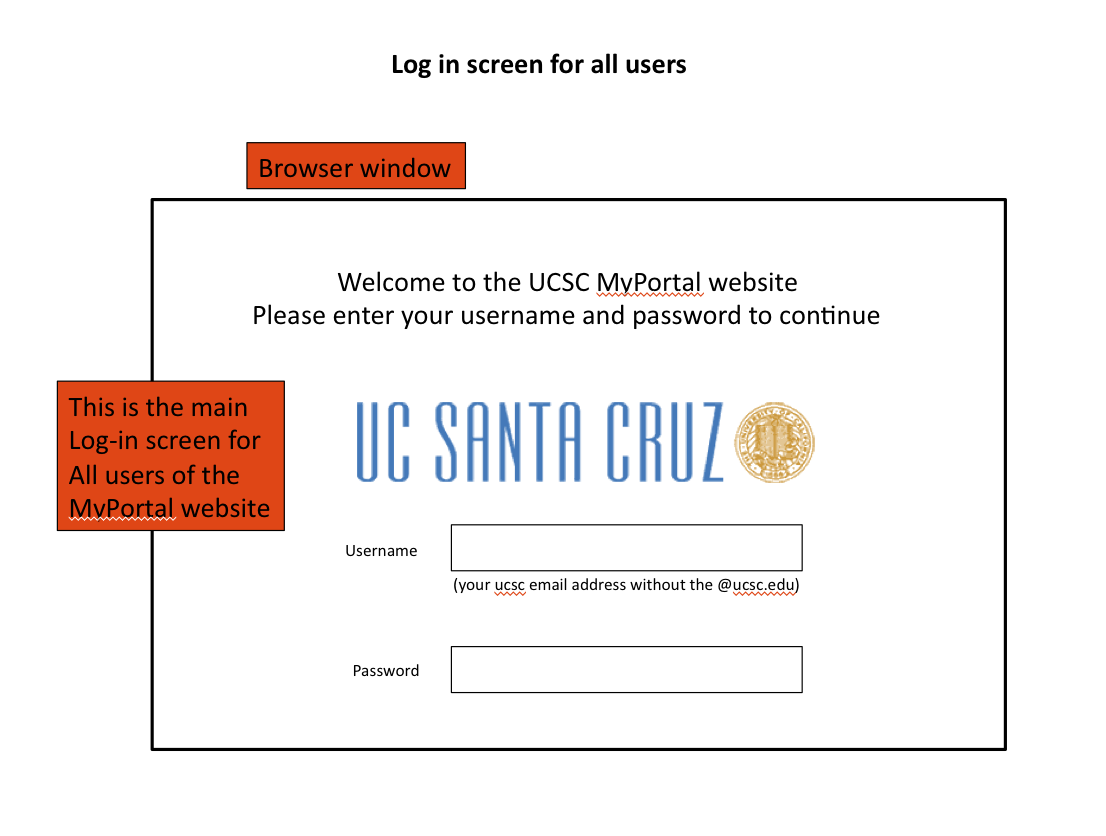 Log in screen for all users
Browser window
Welcome to the UCSC MyPortal website
Please enter your username and password to continue
This is the main
Log-in screen for
All users of the
MyPortal website
UC SANTA CRUZ
Username
(your ucsc email address without the @ucsc.edu)
Password